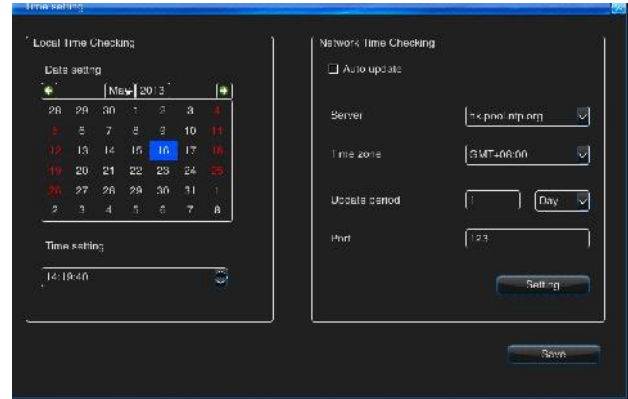 Time setting
Local Time Checking
Date setting
May 2013
28 29 30 1 2 3 4
5 6 7 8 9 10 11
12 13 14 15 16 17 18
19 20 21 22 23 24 25
26 27 28 29 30 31 1
2 3 4 5 6 7 8
Time setting
14:19:40
Network Time Checking
Auto update
Server
hk.pool.ntp.org
Time zone
GMT+08:00
Update period
1
Day
Port
123
Setting
Save